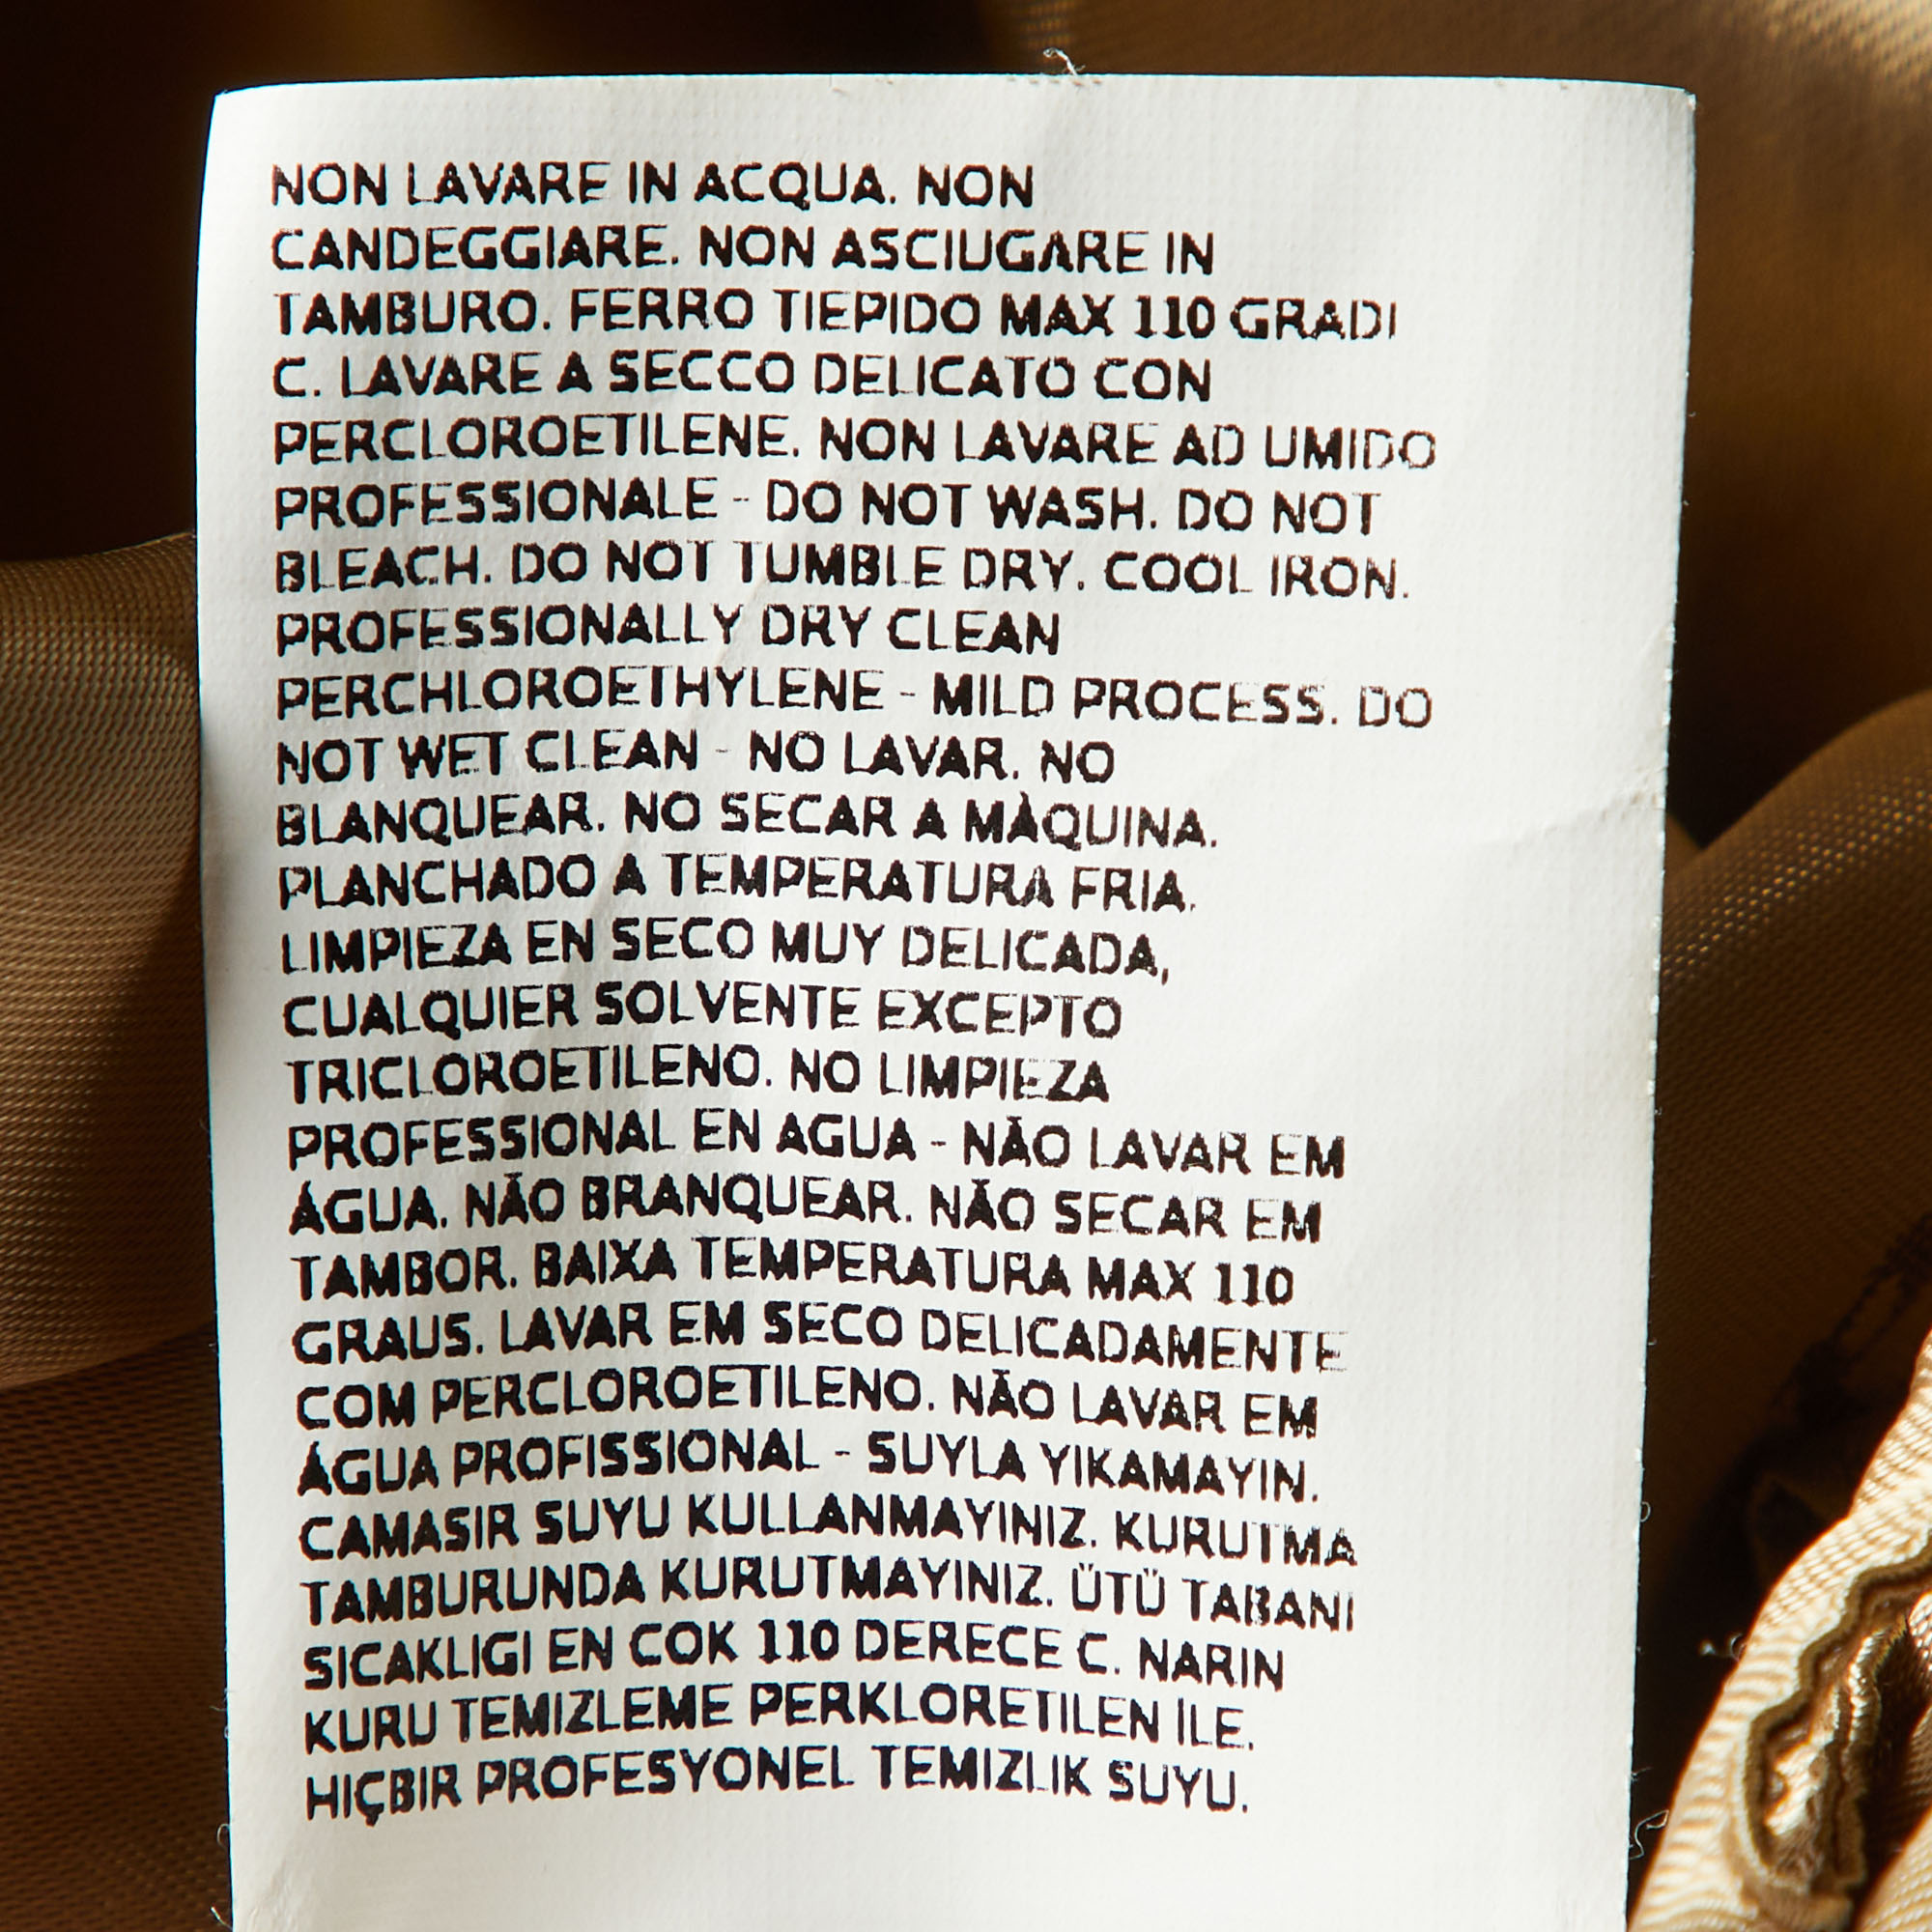 NON LAVARE IN ACQUA. NON
CANDEGGIARE. NON ASCIUGARE IN
TAMBURO. FERRO TIEPIDO MAX 110 GRADI
C. LAVARE A SECCO DELICATO CON
PERCLOROETILENE. NON LAVARE AD UMIDO
PROFESSIONALE - DO NOT WASH. DO NOT
BLEACH. DO NOT TUMBLE DRY. COOL IRON.
PROFESSIONALLY DRY CLEAN
PERCHLOROETHYLENE - MILD PROCESS. DO
NOT WET CLEAN - NO LAVAR. NO
BLANQUEAR. NO SECAR A MÀQUINA.
PLANCHADO A TEMPERATURA FRIA.
LIMPIEZA EN SECO MUY DELICADA,
CUALQUIER SOLVENTE EXCEPTO
TRICLOROETILENO. NO LIMPIEZA
PROFESSIONAL EN AGUA - NÃO LAVAR EM
ÁGUA. NÃO BRANQUEAR. NÃO SECAR EM
TAMBOR. BAIXA TEMPERATURA MAX 110
GRAUS. LAVAR EM SECO DELICADAMENTE
COM PERCLOROETILENO. NÃO LAVAR EM
ÁGUA PROFISSIONAL - SUYLA YIKAMAYIN.
CAMASIR SUYU KULLANMAYINIZ. KURUTMA
TAMBURUNDA KURUTMAYINIZ. ÜTÜ TABANI
SICAKLIGI EN COK 110 DERECE C. NARIN
KURU TEMIZLEME PERKLORETILEN İLE.
HIÇBIR PROFESYONEL TEMIZLIK SUYU.